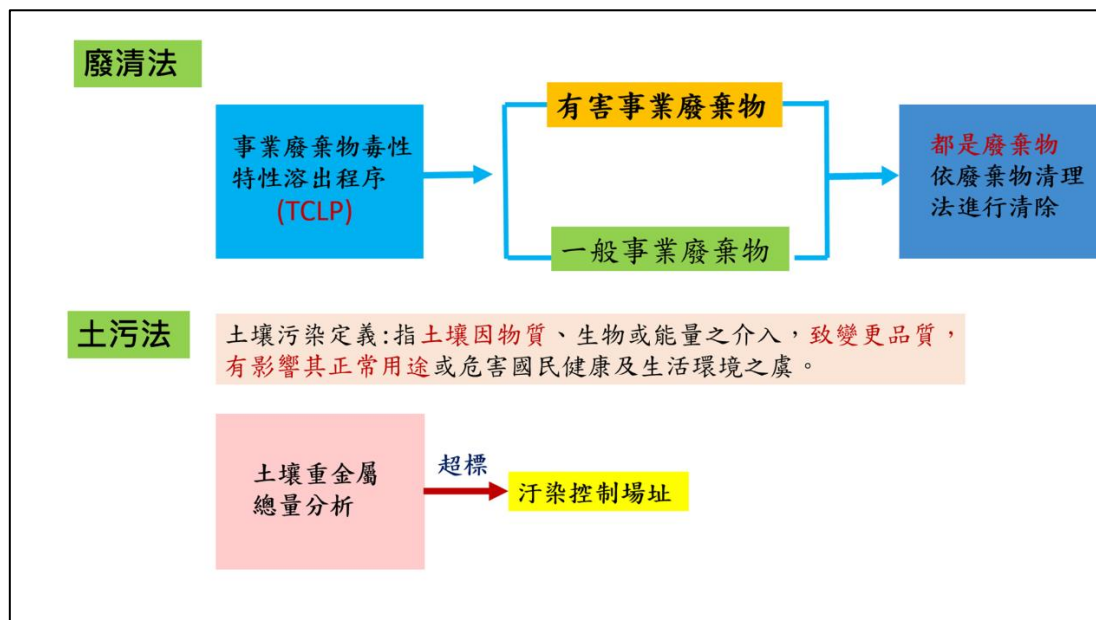 廢清法
事業廢棄物毒性
特性溶出程序
(TCLP)
有害事業廢棄物
一般事業廢棄物
都是廢棄物
依廢棄物清理
法進行清除
土污法
土壤污染定義:指土壤因物質、生物或能量之介入，致變更品質，
有影響其正常用途或危害國民健康及生活環境之虞。
土壤重金屬
總量分析
超標
汙染控制場址